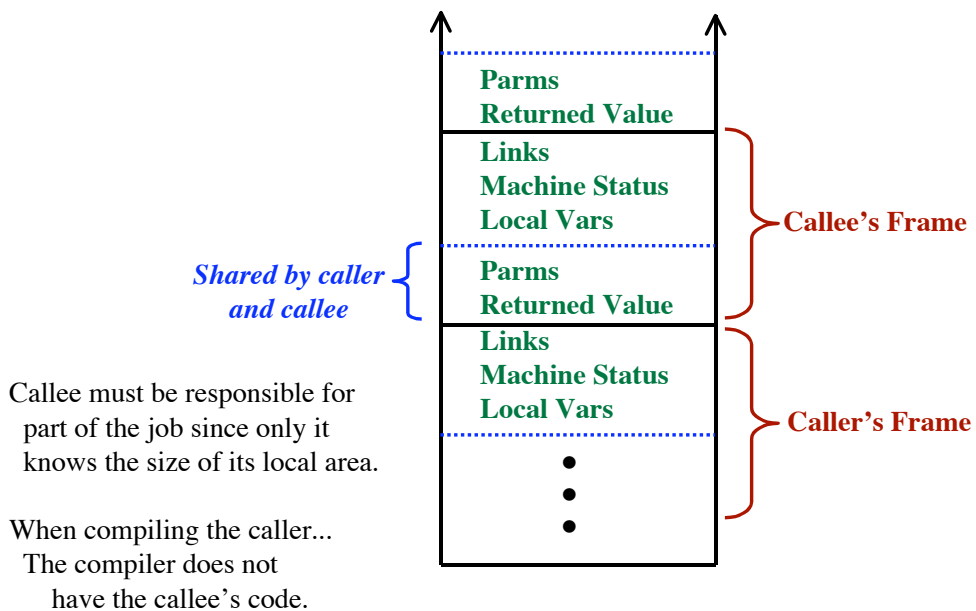 Parms
Returned Value
Links
Machine Status
Local Vars
Callee’s Frame
Shared by caller
and callee
Parms
Returned Value
Links
Machine Status
Local Vars
Caller’s Frame
Callee must be responsible for
part of the job since only it
knows the size of its local area.
When compiling the caller...
The compiler does not
have the callee’s code.